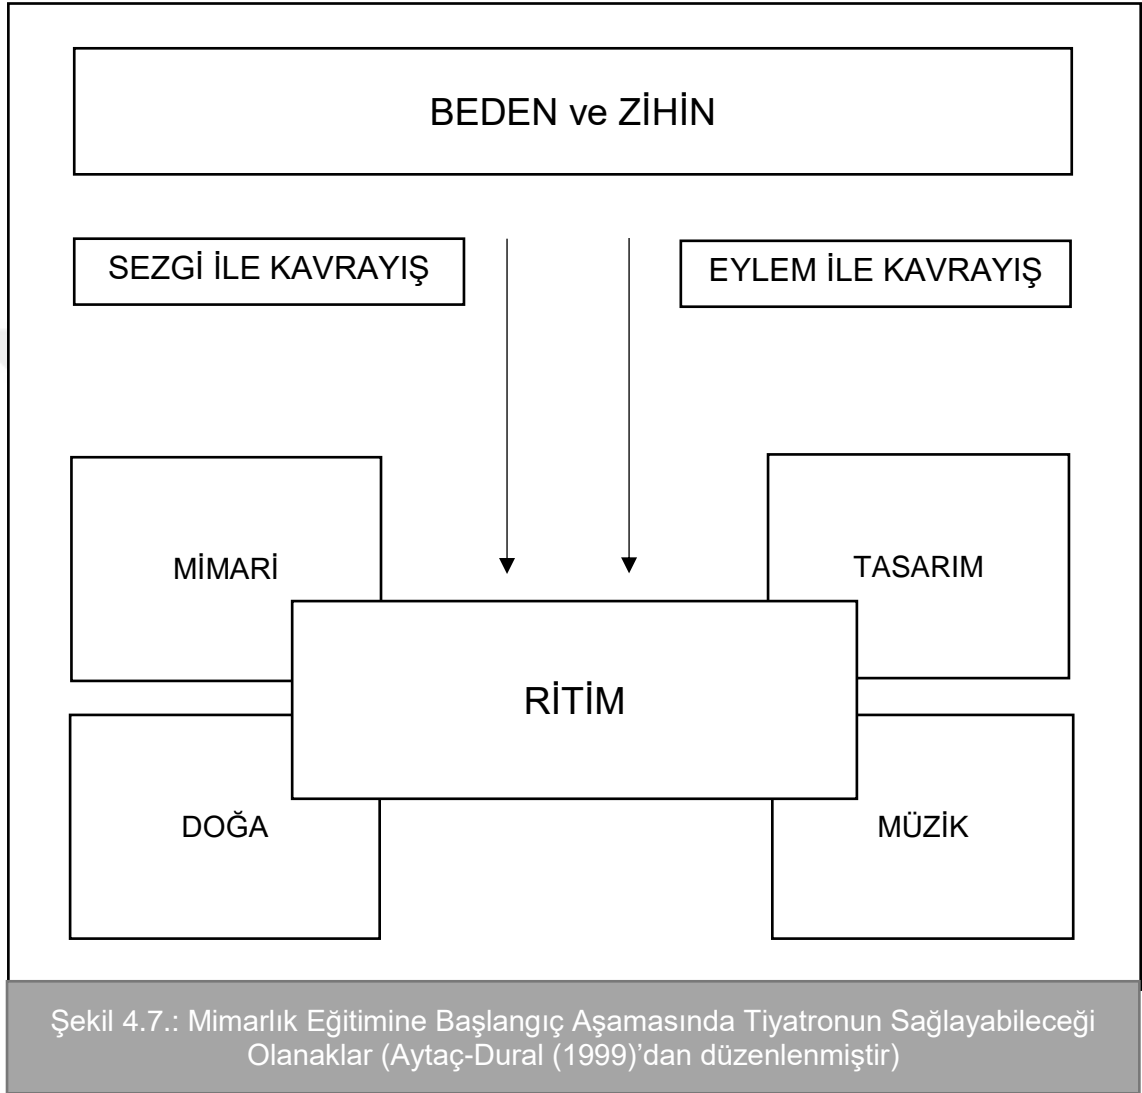 BEDEN ve ZİHİN
SEZGİ İLE KAVRAYIŞ
EYLEM İLE KAVRAYIŞ
MİMARİ
TASARIM
RİTİM
DOĞA
MÜZİK
Şekil 4.7.: Mimarlık Eğitimine Başlangıç Aşamasında Tiyatronun Sağlayabileceği
Olanaklar (Aytaç-Dural (1999)’dan düzenlenmiştir)